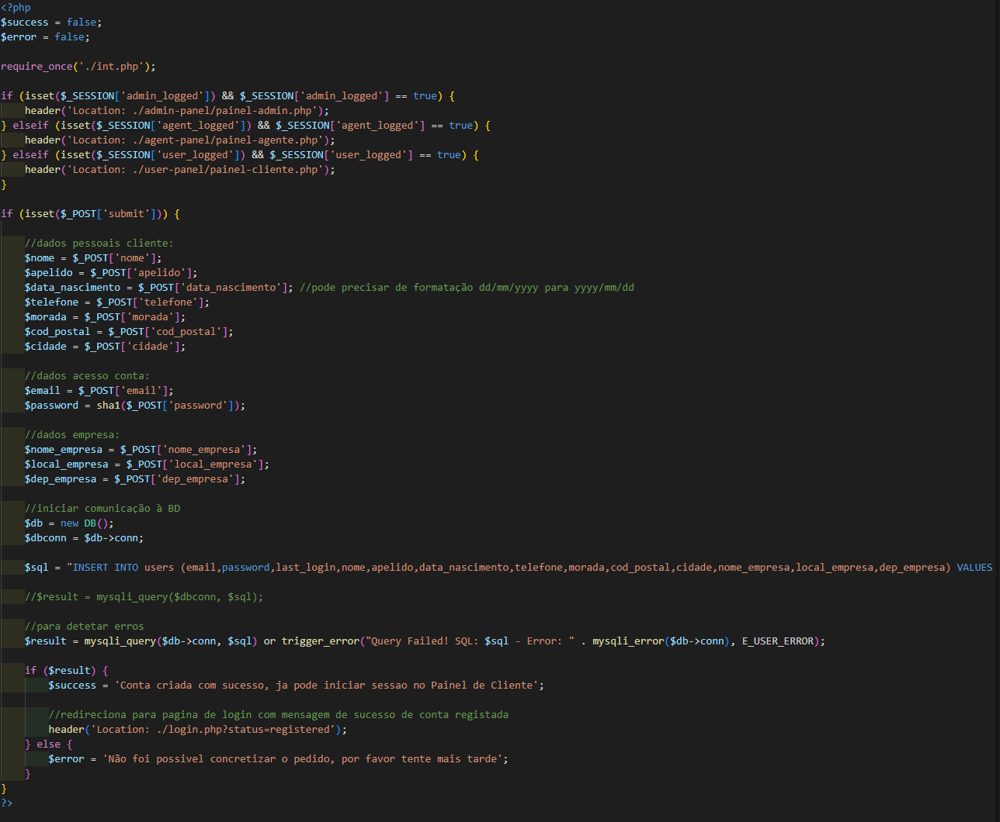 <?php
$success = false;
$error = false;
require_once('./int.php');
if (isset($_SESSION['admin_logged']) && $_SESSION['admin_logged'] == true) {
header('Location: ./admin-panel/painel-admin.php');
} elseif (isset($_SESSION['agent_logged']) && $_SESSION['agent_logged'] == true) {
header('Location: ./agent-panel/painel-agente.php');
} elseif (isset($_SESSION['user_logged']) && $_SESSION['user_logged'] == true) {
header('Location: ./user-panel/painel-cliente.php');
}
if (isset($_POST['submit'])) {
//dados pessoais cliente:
$nome = $_POST['nome'];
$apelido = $_POST['apelido'];
$data_nascimento = $_POST['data_nascimento']; //pode precisar de formatação dd/mm/yyyy para yyyy/mm/dd
$telefone = $_POST['telefone'];
$morada = $_POST['morada'];
$cod_postal = $_POST['cod_postal'];
$cidade = $_POST['cidade'];
//dados acesso conta:
$email = $_POST['email'];
$password = sha1($_POST['password']);
//dados empresa:
$nome_empresa = $_POST['nome_empresa'];
$local_empresa = $_POST['local_empresa'];
$dep_empresa = $_POST['dep_empresa'];
//iniciar comunicação à BD
$db = new DB();
$dbconn = $db->conn;
$sql = "INSERT INTO users (email,password,last_login,nome,apelido,data_nascimento,telefone,morada,cod_postal,cidade,nome_empresa,local_empresa,dep_empresa) VALUES
//$result = mysqli_query($dbconn, $sql);
//para detetar erros
$result = mysqli_query($db->conn, $sql) or trigger_error("Query Failed! SQL: $sql - Error: " . mysqli_error($db->conn), E_USER_ERROR);
if ($result) {
$success = 'Conta criada com sucesso, ja pode iniciar sessao no Painel de Cliente';
//redireciona para pagina de login com mensagem de sucesso de conta registada
header('Location: ./login.php?status=registered');
} else {
$error = 'Não foi possivel concretizar o pedido, por favor tente mais tarde';
}
}
?>